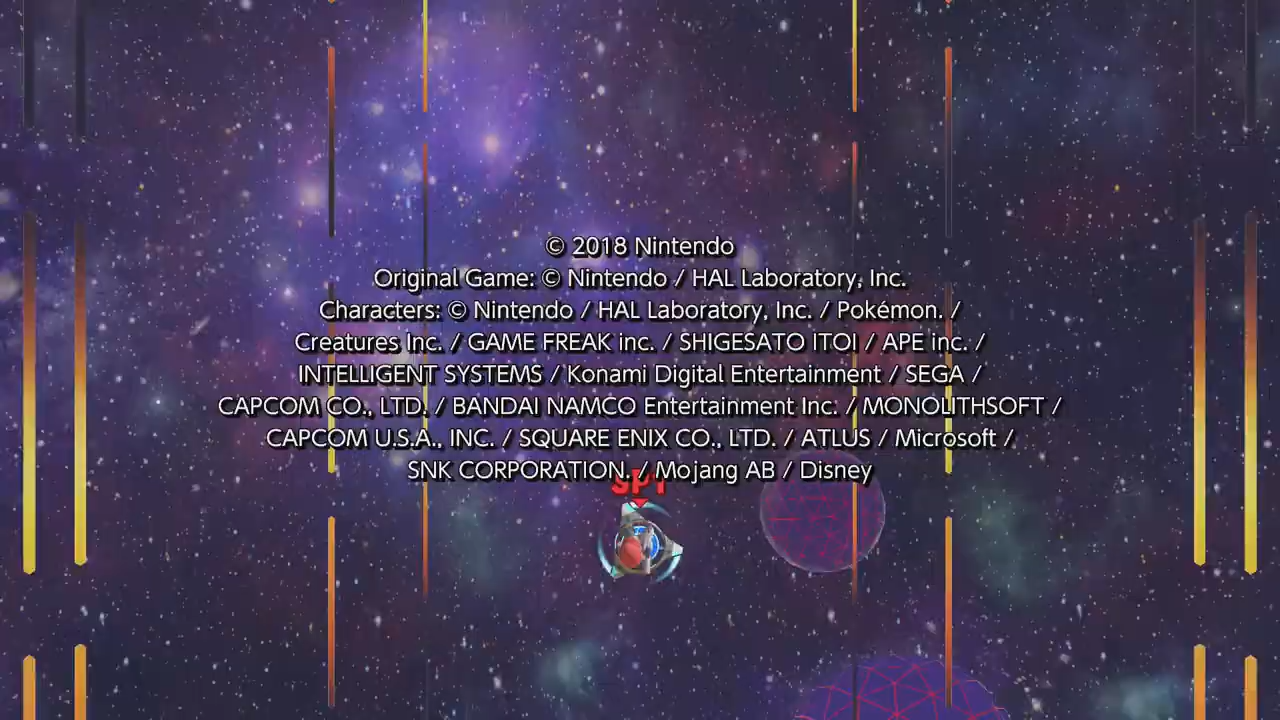 © 2018 Nintendo
Original Game: © Nintendo / HAL Laboratory, Inc.
Characters: © Nintendo / HAL Laboratory, Inc. / Pokémon. /
Creatures Inc. / GAME FREAK inc. / SHIGESATO ITOI / APE inc. /
INTELLIGENT SYSTEMS / Konami Digital Entertainment / SEGA /
CAPCOM CO., LTD. / BANDAI NAMCO Entertainment Inc. / MONOLITHSOFT /
CAPCOM U.S.A., INC. / SQUARE ENIX CO., LTD. / ATLUS / Microsoft /
SNK CORPORATION. / Mojang AB / Disney